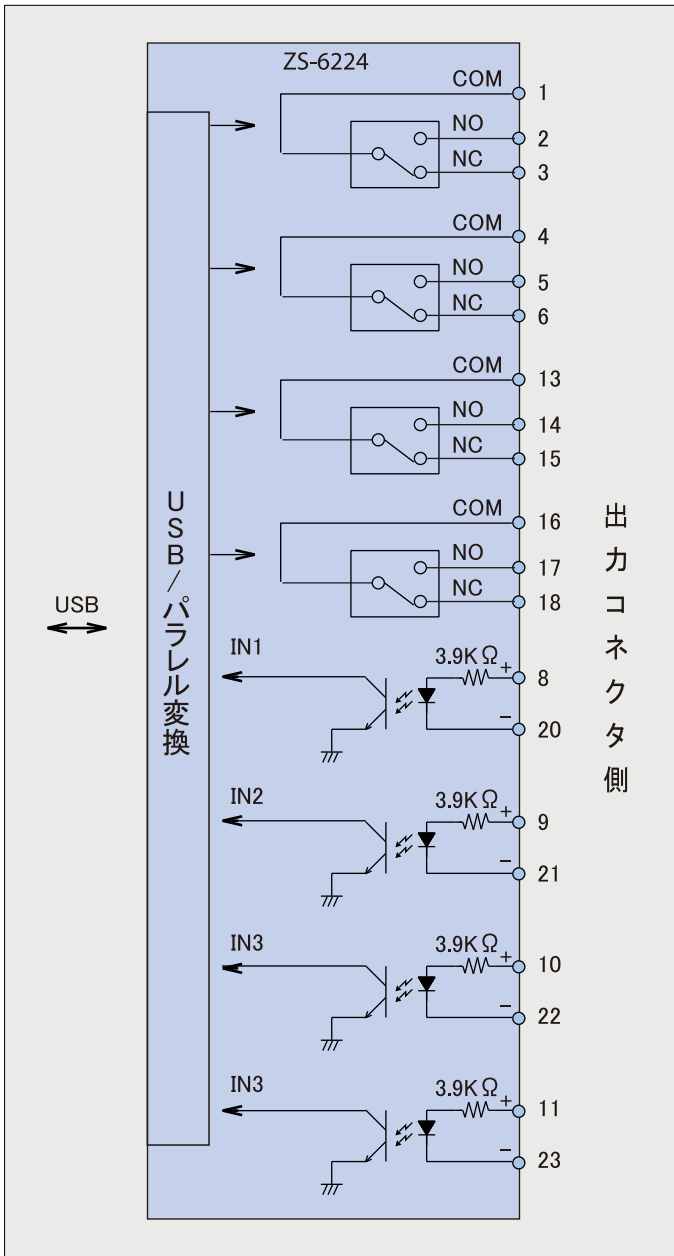 ZS-6224
COM 1
NO 2
NC 3
COM 4
NO 5
NC 6
COM 13
NO 14
NC 15
COM 16
NO 17
NC 18
USB
USB/パラレル変換
出力コネクタ側
IN1 3.9KΩ + 8
− 20
IN2 3.9KΩ + 9
− 21
IN3 3.9KΩ + 10
− 22
IN3 3.9KΩ + 11
− 23